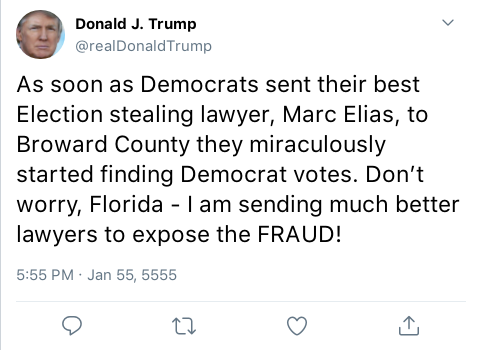 Donald J. Trump
@realDonaldTrump
As soon as Democrats sent their best
Election stealing lawyer, Marc Elias, to
Broward County they miraculously
started finding Democrat votes. Don’t
worry, Florida - I am sending much better
lawyers to expose the FRAUD!
5:55 PM · Jan 55, 5555